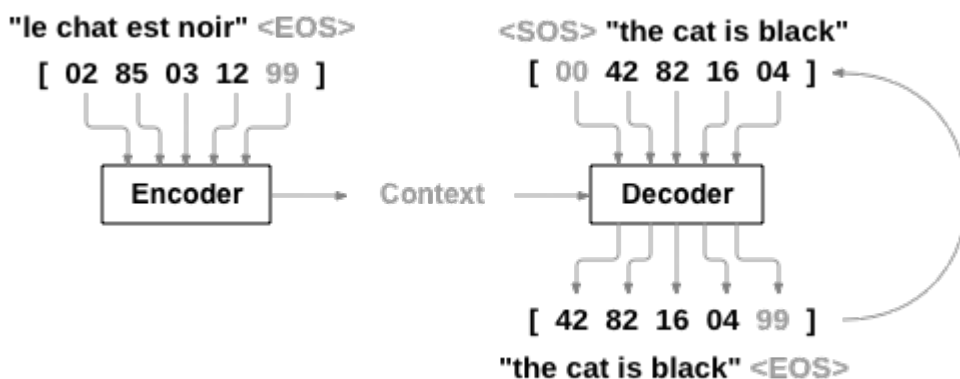 "le chat est noir" <EOS>
[ 02 85 03 12 99 ]
Encoder
Context
<SOS> "the cat is black"
[ 00 42 82 16 04 ]
Decoder
[ 42 82 16 04 99 ]
"the cat is black" <EOS>